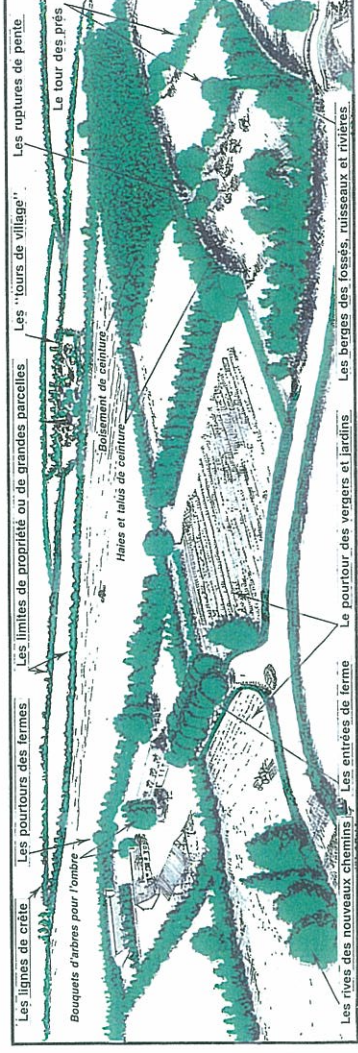 Les lignes de crête
Les pourtours des fermes
Les limites de propriété ou de grandes parcelles
Les "tours de village"
Les ruptures de pente
Le tour des prés
Bouquets d'arbres pour l'ombre
Boisement de ceinture
Haies et talus de ceinture
Les rives des nouveaux chemins
Les entrées de ferme
Le pourtour des vergers et jardins
Les berges des fossés, ruisseaux et rivières